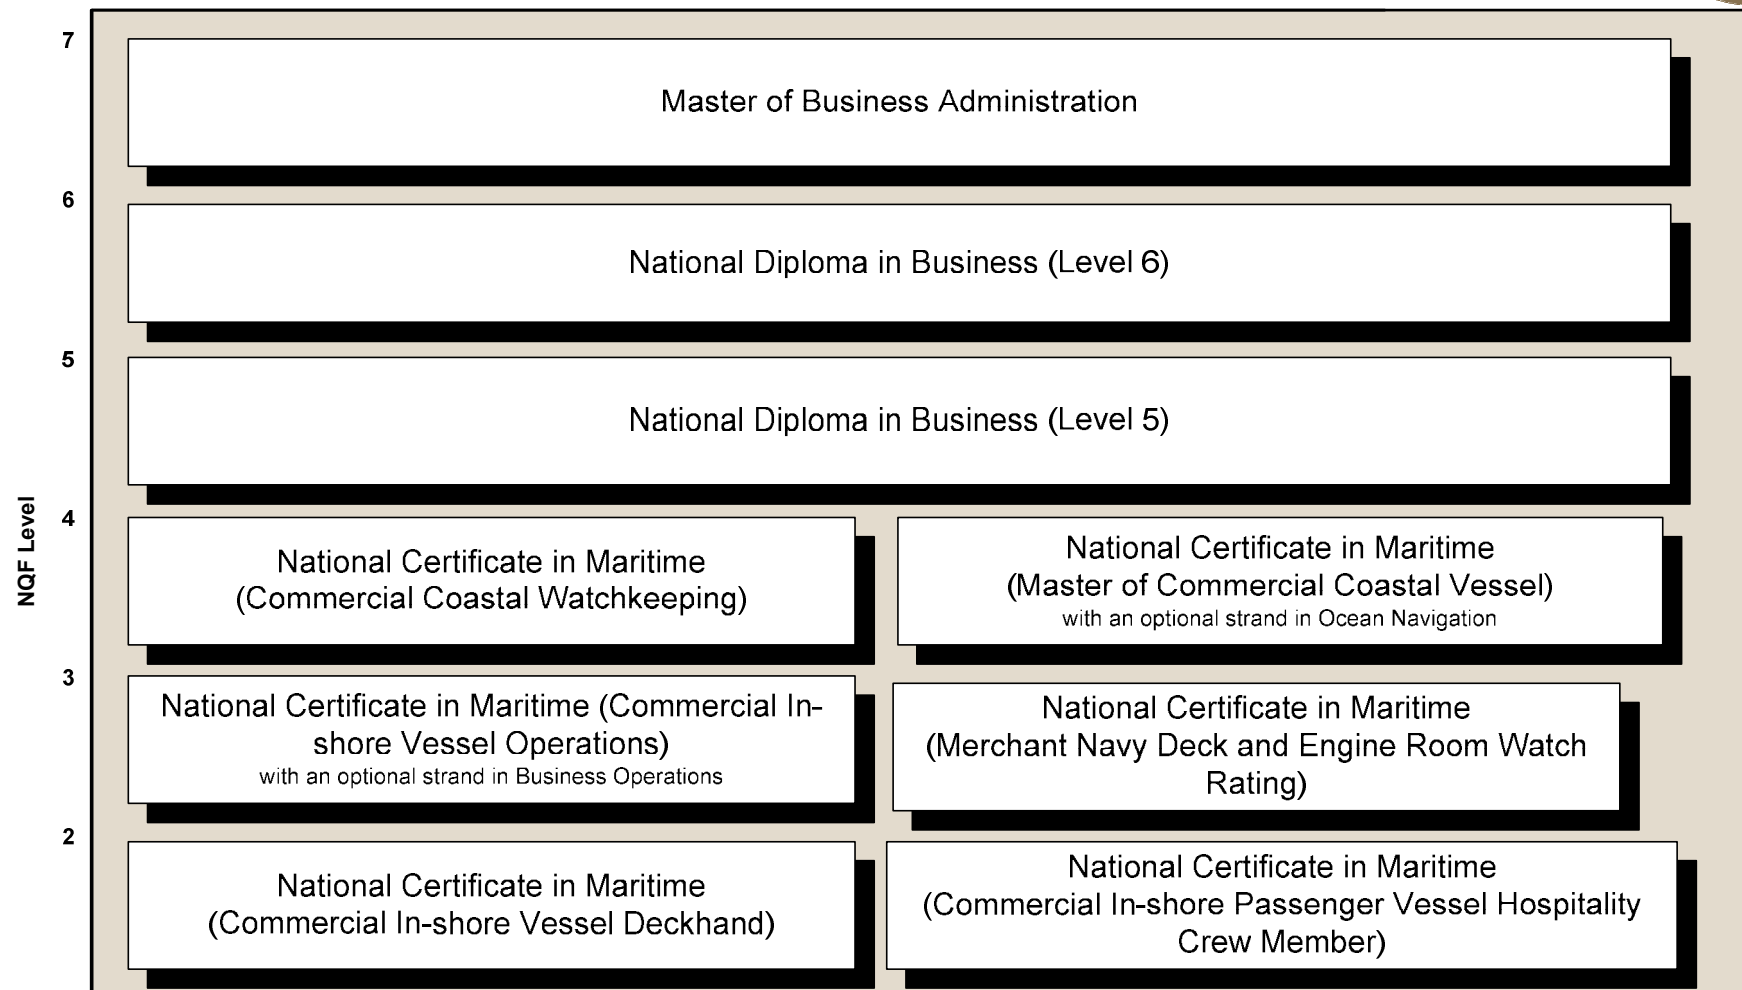 7
Master of Business Administration
6
National Diploma in Business (Level 6)
5
National Diploma in Business (Level 5)
NQF Level
4
National Certificate in Maritime
(Commercial Coastal Watchkeeping)
National Certificate in Maritime
(Master of Commercial Coastal Vessel)
with an optional strand in Ocean Navigation
3
National Certificate in Maritime (Commercial In-
shore Vessel Operations)
with an optional strand in Business Operations
National Certificate in Maritime
(Merchant Navy Deck and Engine Room Watch
Rating)
2
National Certificate in Maritime
(Commercial In-shore Vessel Deckhand)
National Certificate in Maritime
(Commercial In-shore Passenger Vessel Hospitality
Crew Member)